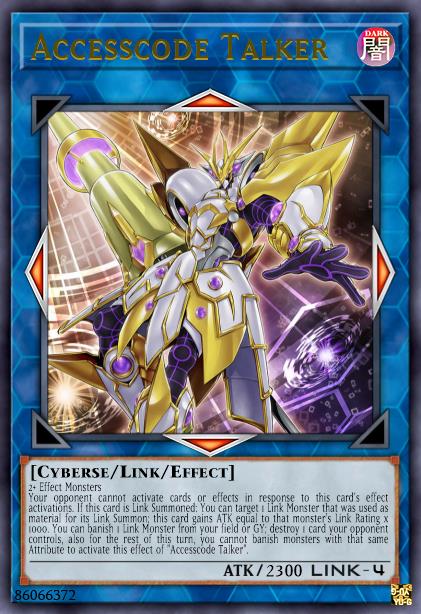 Accesscode Talker
DARK
闇
[Cyberse/Link/Effect]
2+ Effect Monsters
Your opponent cannot activate cards or effects in response to this card's effect
activations. If this card is Link Summoned: You can target 1 Link Monster that was used as
material for its Link Summon; this card gains ATK equal to that monster's Link Rating x
1000. You can banish 1 Link Monster from your field or GY; destroy 1 card your opponent
controls, also for the rest of this turn, you cannot banish monsters with that same
Attribute to activate this effect of "Accesscode Talker".
ATK/2300 LINK-4
86066372